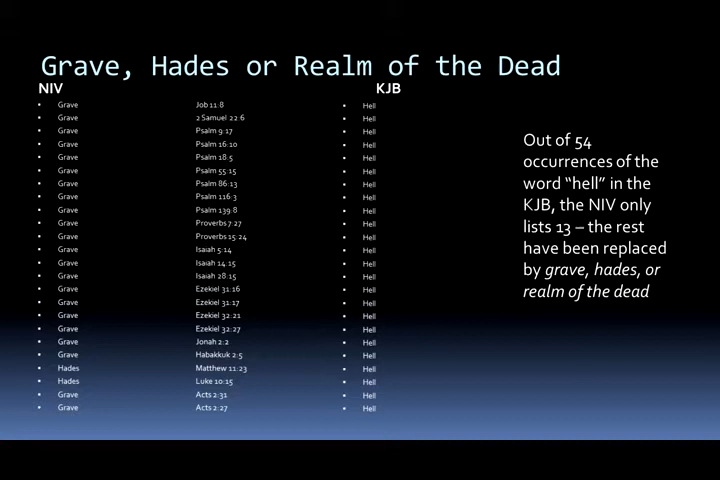 Grave, Hades or Realm of the Dead
NIV KJB
▪ Grave Job 11:8 ▪ Hell
▪ Grave 2 Samuel 22:6 ▪ Hell
▪ Grave Psalm 9:17 ▪ Hell
▪ Grave Psalm 16:10 ▪ Hell
▪ Grave Psalm 18:5 ▪ Hell
▪ Grave Psalm 55:15 ▪ Hell
▪ Grave Psalm 86:13 ▪ Hell
▪ Grave Psalm 116:3 ▪ Hell
▪ Grave Psalm 139:8 ▪ Hell
▪ Grave Proverbs 7:27 ▪ Hell
▪ Grave Proverbs 15:24 ▪ Hell
▪ Grave Isaiah 5:14 ▪ Hell
▪ Grave Isaiah 14:15 ▪ Hell
▪ Grave Isaiah 28:15 ▪ Hell
▪ Grave Ezekiel 31:16 ▪ Hell
▪ Grave Ezekiel 31:17 ▪ Hell
▪ Grave Ezekiel 32:21 ▪ Hell
▪ Grave Ezekiel 32:27 ▪ Hell
▪ Grave Jonah 2:2 ▪ Hell
▪ Grave Habakkuk 2:5 ▪ Hell
▪ Hades Matthew 11:23 ▪ Hell
▪ Hades Luke 10:15 ▪ Hell
▪ Grave Acts 2:31 ▪ Hell
▪ Grave Acts 2:27 ▪ Hell
Out of 54
occurrences of the
word “hell” in the
KJB, the NIV only
lists 13 – the rest
have been replaced
by grave, hades, or
realm of the dead